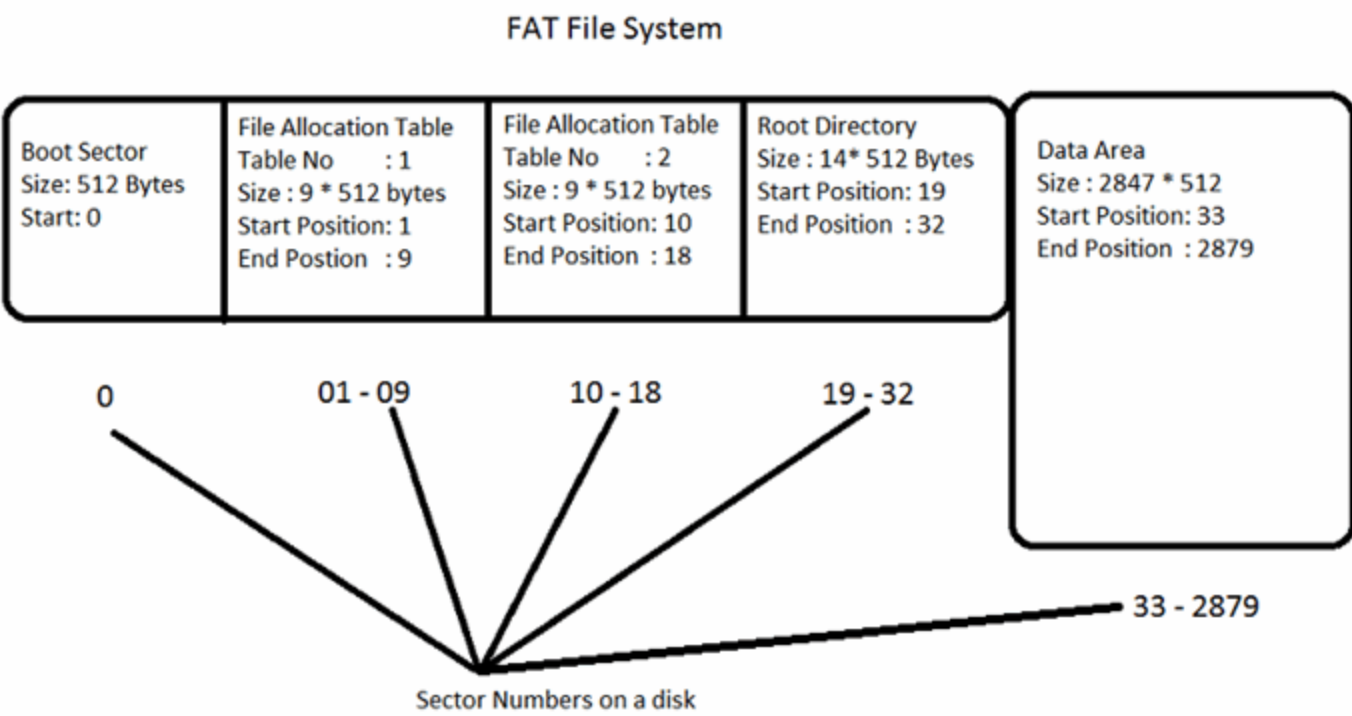 FAT File System
Boot Sector
Size: 512 Bytes
Start: 0
File Allocation Table
Table No : 1
Size : 9 * 512 bytes
Start Position: 1
End Postion : 9
File Allocation Table
Table No : 2
Size : 9 * 512 bytes
Start Position: 10
End Position : 18
Root Directory
Size : 14* 512 Bytes
Start Position: 19
End Position : 32
Data Area
Size : 2847 * 512
Start Position: 33
End Position : 2879
0
01 - 09
10 - 18
19 - 32
33 - 2879
Sector Numbers on a disk